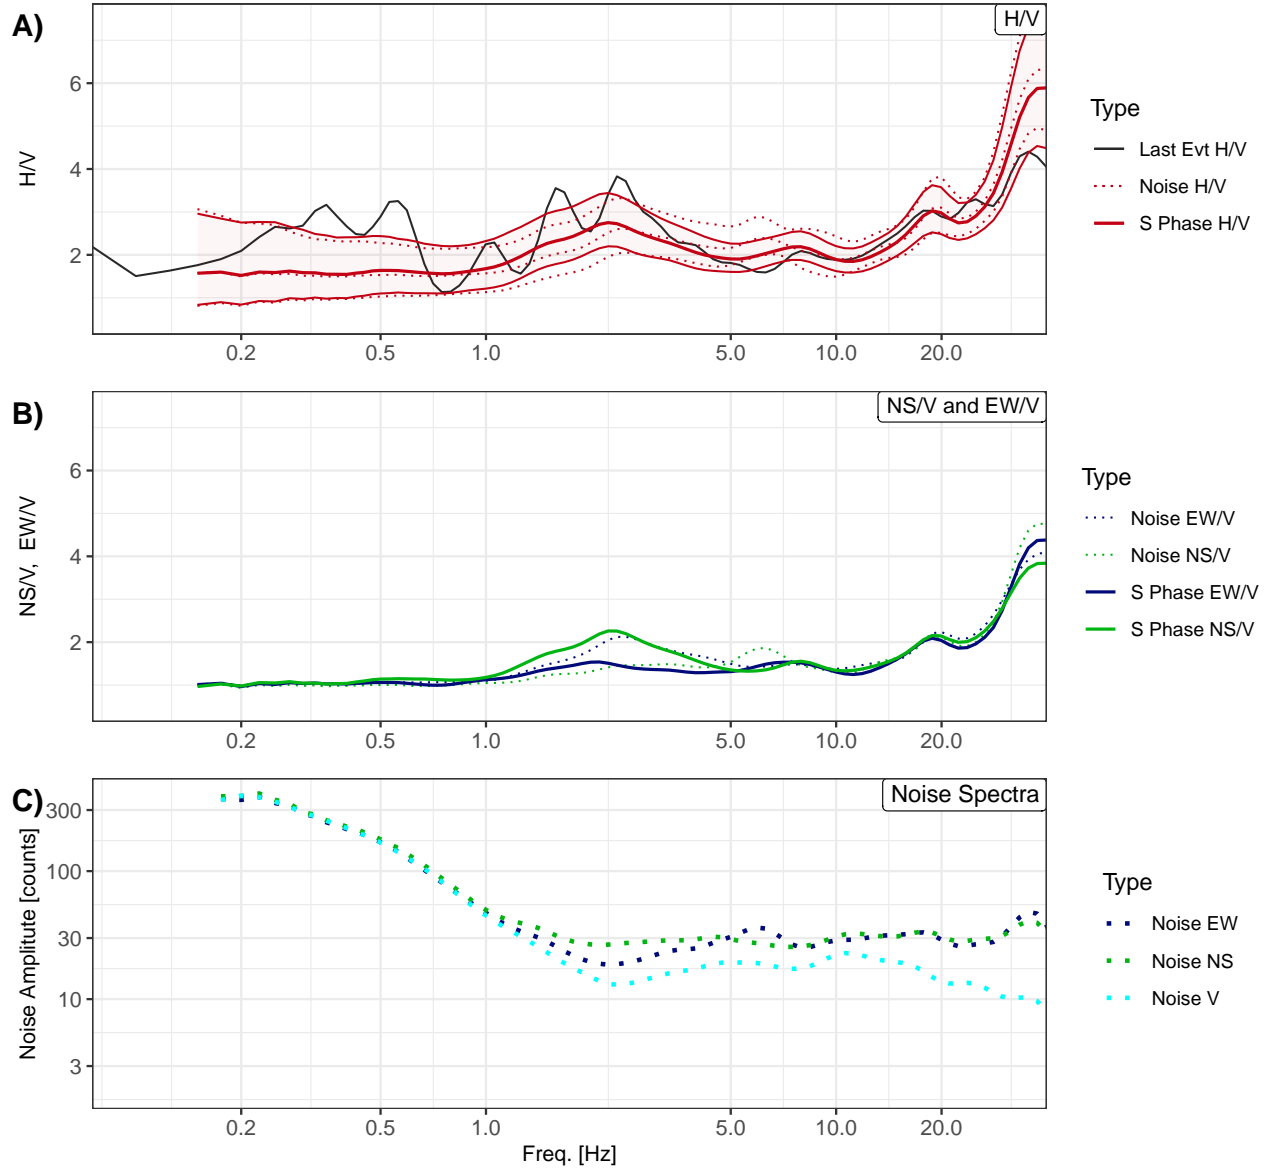 A)
H/V
H/V
6
4
2
0.2 0.5 1.0 5.0 10.0 20.0
Type
Last Evt H/V
Noise H/V
S Phase H/V
B)
NS/V and EW/V
NS/V, EW/V
6
4
2
0.2 0.5 1.0 5.0 10.0 20.0
Type
Noise EW/V
Noise NS/V
S Phase EW/V
S Phase NS/V
C)
Noise Spectra
Noise Amplitute [counts]
300
100
30
10
3
0.2 0.5 1.0 5.0 10.0 20.0
Freq. [Hz]
Type
Noise EW
Noise NS
Noise V